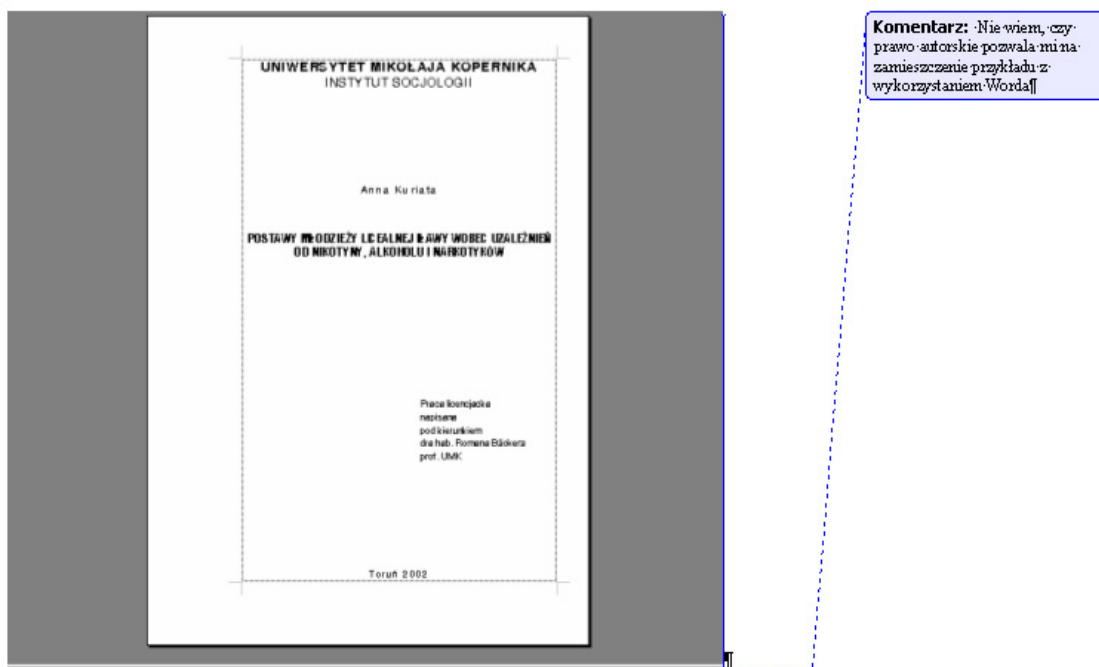 UNIWERSYTET MIKOŁAJA KOPERNIKA
INSTYTUT SOCJOLOGII
Anna Kuriata
POSTAWY MŁODZIEŻY LICEALNEJ IŁAWY WOBEC UZALEŻNIEŃ
OD NIKOTYNY, ALKOHOLU I NARKOTYKÓW
Praca licencjacka
napisana
pod kierunkiem
dra hab. Romana Bäckera
prof. UMK
Toruń 2002
Komentarz: Nie wiem, czy
prawo autorskie pozwala mi na
zamieszczenie przykładu z
wykorzystaniem Worda¶
¶